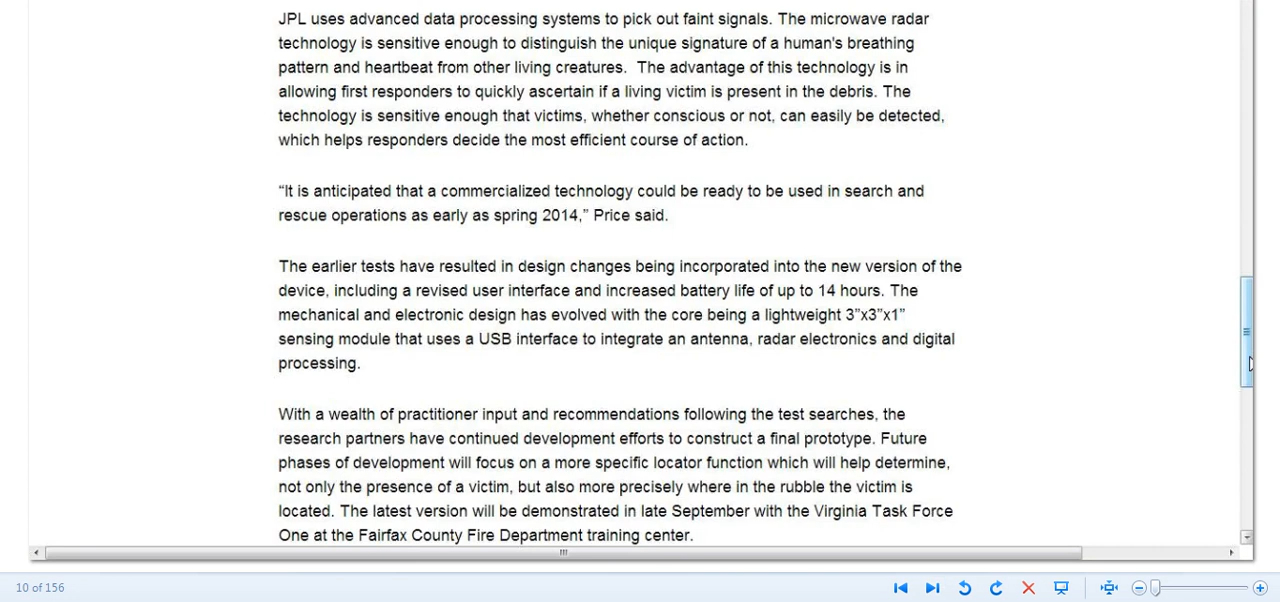 JPL uses advanced data processing systems to pick out faint signals. The microwave radar
technology is sensitive enough to distinguish the unique signature of a human's breathing
pattern and heartbeat from other living creatures.  The advantage of this technology is in
allowing first responders to quickly ascertain if a living victim is present in the debris. The
technology is sensitive enough that victims, whether conscious or not, can easily be detected,
which helps responders decide the most efficient course of action.
“It is anticipated that a commercialized technology could be ready to be used in search and
rescue operations as early as spring 2014,” Price said.
The earlier tests have resulted in design changes being incorporated into the new version of the
device, including a revised user interface and increased battery life of up to 14 hours. The
mechanical and electronic design has evolved with the core being a lightweight 3”x3”x1”
sensing module that uses a USB interface to integrate an antenna, radar electronics and digital
processing.
With a wealth of practitioner input and recommendations following the test searches, the
research partners have continued development efforts to construct a final prototype. Future
phases of development will focus on a more specific locator function which will help determine,
not only the presence of a victim, but also more precisely where in the rubble the victim is
located. The latest version will be demonstrated in late September with the Virginia Task Force
One at the Fairfax County Fire Department training center.
10 of 156